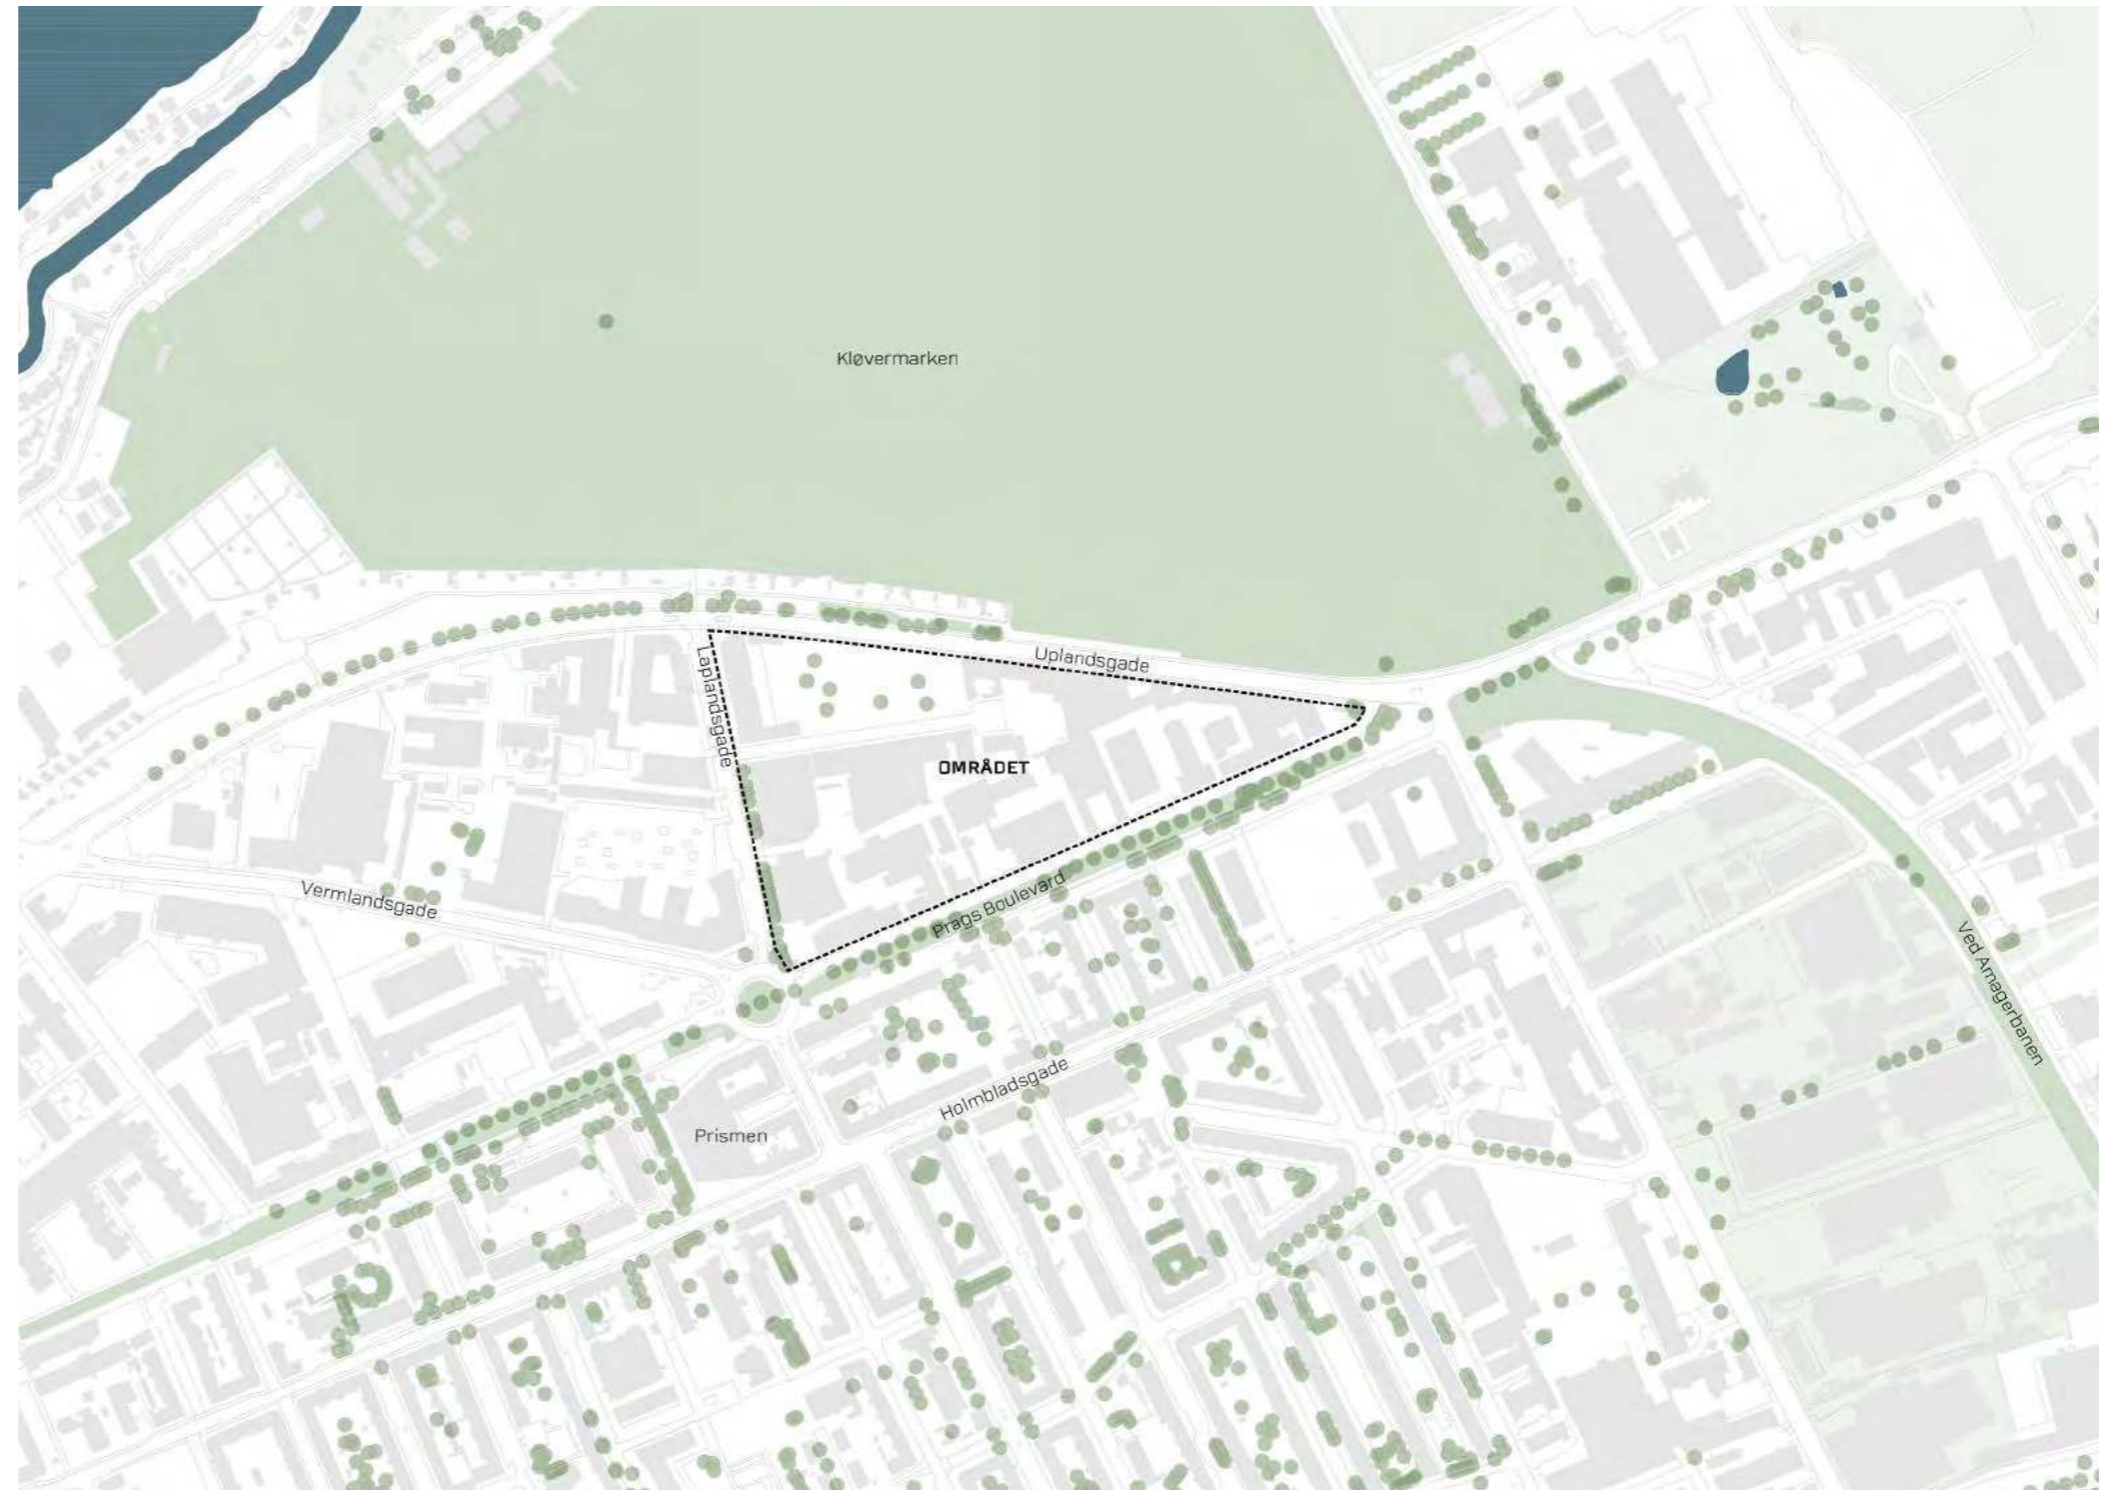 Kløvermarken
Uplandsgade
Laplandsgade
OMRÅDET
Vermlandsgade
Prags Boulevard
Ved Amagerbanen
Holmbladsgade
Prismen